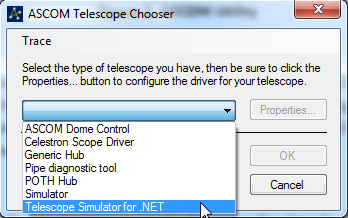 ASCOM Telescope Chooser
Trace
Select the type of telescope you have, then be sure to click the
Properties... button to configure the driver for your telescope.
Properties...
ASCOM Dome Control
Celestron Scope Driver
Generic Hub
Pipe diagnostic tool
POTH Hub
Simulator
Telescope Simulator for .NET
OK
Cancel